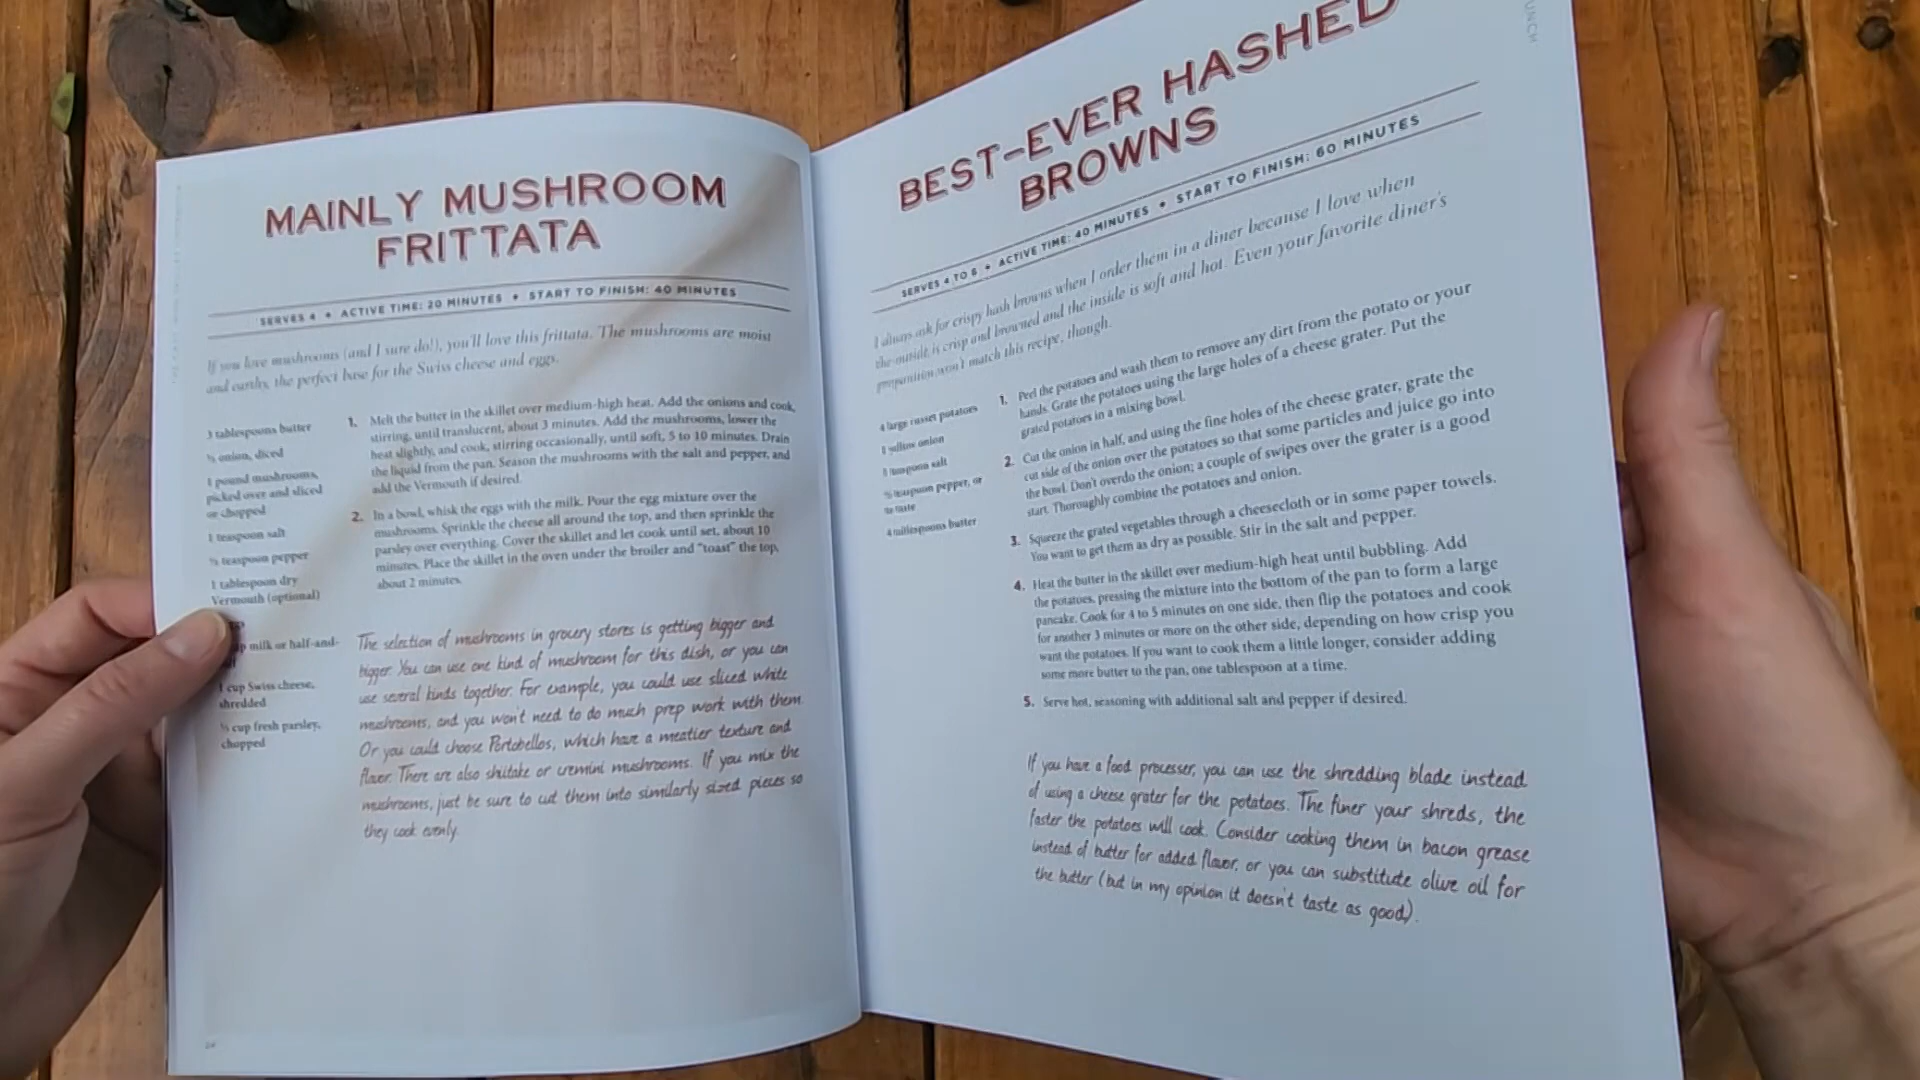 MAINLY MUSHROOM
FRITTATA
SERVES 4 • ACTIVE TIME: 20 MINUTES • START TO FINISH: 40 MINUTES
If you love mushrooms (and I sure do!), you'll love this frittata. The mushrooms are moist
and earthy, the perfect base for the Swiss cheese and eggs.
3 tablespoons butter
½ onion, sliced
1 pound mushrooms,
picked over and sliced
or chopped
1 teaspoon salt
½ teaspoon pepper
1 tablespoon dry
Vermouth (optional)
milk or half-and-
1 cup Swiss cheese,
shredded
cup fresh parsley,
chopped
1. Melt the butter in the skillet over medium-high heat. Add the onions and cook,
stirring, until translucent, about 3 minutes. Add the mushrooms, lower the
heat slightly, and cook, stirring occasionally, until soft, 5 to 10 minutes. Drain
the liquid from the pan. Season the mushrooms with the salt and pepper, and
add the Vermouth if desired.
2. In a bowl, whisk the eggs with the milk. Pour the egg mixture over the
mushrooms. Sprinkle the cheese all around the top, and then sprinkle the
parsley over everything. Cover the skillet and let cook until set, about 10
minutes. Place the skillet in the oven under the broiler and "toast" the top,
about 2 minutes.
The selection of mushrooms in grocery stores is getting bigger and
bigger. You can use one kind of mushroom for this dish, or you can
use several kinds together. For example, you could use sliced white
mushrooms, and you won't need to do much prep work with them.
Or you could choose Portobellos, which have a meatier texture and
flavor. There are also shiitake or cremini mushrooms. If you mix the
mushrooms, just be sure to cut them into similarly sized pieces so
they cook evenly.
BEST-EVER HASHED
BROWNS
SERVES 4 TO 6 • ACTIVE TIME: 40 MINUTES • START TO FINISH: 60 MINUTES
I always ask for crispy hash browns when I order them in a diner because I love when
the outside is crisp and browned and the inside is soft and hot. Even your favorite diner's
preparation won't match this recipe, though.
4 large russet potatoes
1 yellow onion
1 teaspoon salt
½ teaspoon pepper, or
to taste
4 tablespoons butter
1. Peel the potatoes and wash them to remove any dirt from the potato or your
hands. Grate the potatoes using the large holes of a cheese grater. Put the
grated potatoes in a mixing bowl.
2. Cut the onion in half, and using the fine holes of the cheese grater, grate the
cut side of the onion over the potatoes so that some particles and juice go into
the bowl. Don't overdo the onion; a couple of swipes over the grater is a good
start. Thoroughly combine the potatoes and onion.
3. Squeeze the grated vegetables through a cheesecloth or in some paper towels.
You want to get them as dry as possible. Stir in the salt and pepper.
4. Heat the butter in the skillet over medium-high heat until bubbling. Add
the potatoes, pressing the mixture into the bottom of the pan to form a large
pancake. Cook for 4 to 5 minutes on one side, then flip the potatoes and cook
for another 3 minutes or more on the other side, depending on how crisp you
want the potatoes. If you want to cook them a little longer, consider adding
some more butter to the pan, one tablespoon at a time.
5. Serve hot, seasoning with additional salt and pepper if desired.
If you have a food processer, you can use the shredding blade instead
of using a cheese grater for the potatoes. The finer your shreds, the
faster the potatoes will cook. Consider cooking them in bacon grease
instead of butter for added flavor, or you can substitute olive oil for
the butter (but in my opinion it doesn't taste as good).